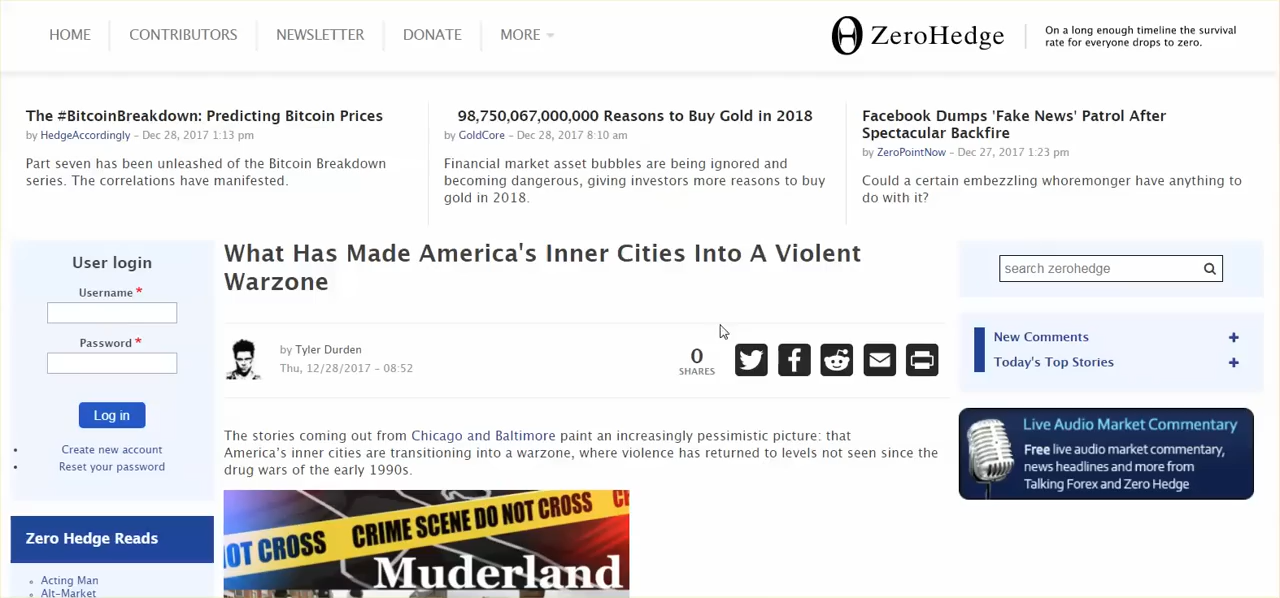 HOME
CONTRIBUTORS
NEWSLETTER
DONATE
MORE
ZeroHedge
On a long enough timeline the survival
rate for everyone drops to zero.
The #BitcoinBreakdown: Predicting Bitcoin Prices
by HedgeAccordingly - Dec 28, 2017 1:13 pm
Part seven has been unleashed of the Bitcoin Breakdown
series. The correlations have manifested.
98,750,067,000,000 Reasons to Buy Gold in 2018
by GoldCore - Dec 28, 2017 8:10 am
Financial market asset bubbles are being ignored and
becoming dangerous, giving investors more reasons to buy
gold in 2018.
Facebook Dumps 'Fake News' Patrol After
Spectacular Backfire
by ZeroPointNow - Dec 27, 2017 1:23 pm
Could a certain embezzling whoremonger have anything to
do with it?
User login
Username *
Password *
Log in
Create new account
Reset your password
Zero Hedge Reads
Acting Man
Alt-Market
What Has Made America's Inner Cities Into A Violent
Warzone
by Tyler Durden
Thu, 12/28/2017 - 08:52
0
SHARES
The stories coming out from Chicago and Baltimore paint an increasingly pessimistic picture: that
America's inner cities are transitioning into a warzone, where violence has returned to levels not seen since the
drug wars of the early 1990s.
NOT CROSS
CRIME SCENE DO NOT CROSS
Muderland
search zerohedge
New Comments
Today's Top Stories
Live Audio Market Commentary
Free live audio market commentary,
news headlines and more from
Talking Forex and Zero Hedge